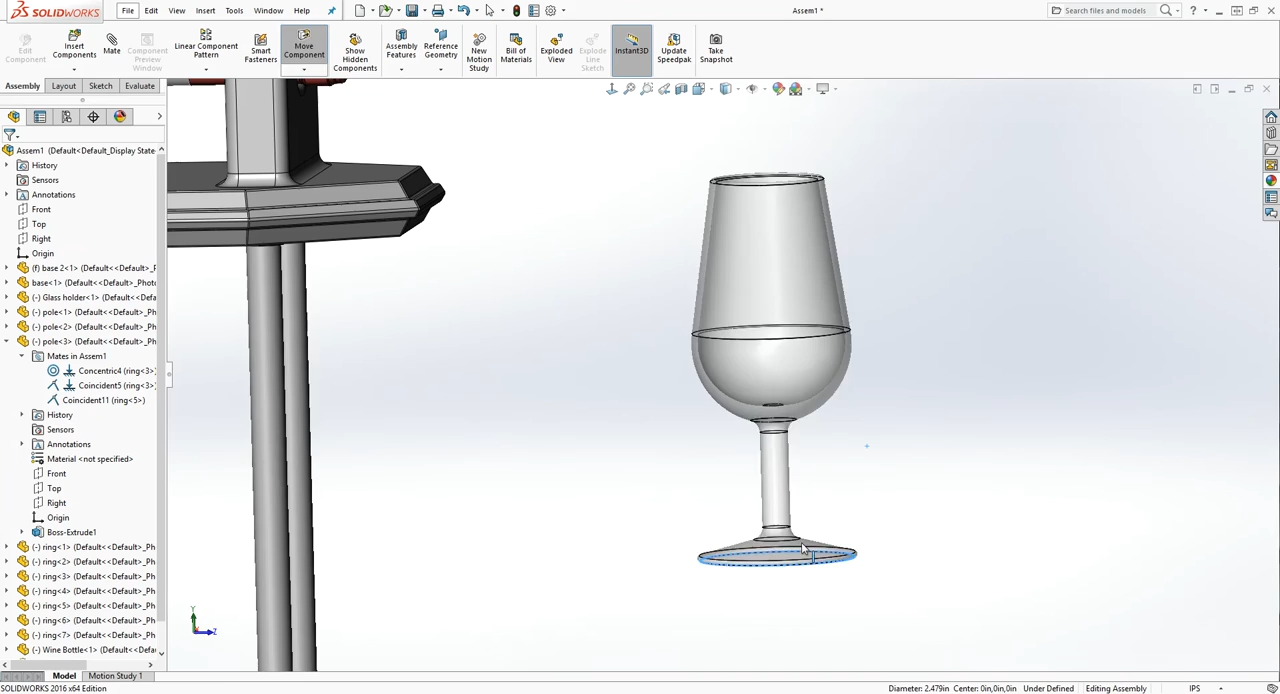 SOLIDWORKS
File
Edit
View
Insert
Tools
Window
Help
Assem1 *
Search files and models
Edit Component
Insert Components
Mate
Component Preview Window
Linear Component Pattern
Smart Fasteners
Move Component
Show Hidden Components
Assembly Features
Reference Geometry
New Motion Study
Bill of Materials
Exploded View
Explode Line Sketch
Instant3D
Update Speedpak
Take Snapshot
Assembly
Layout
Sketch
Evaluate
Assem1 (Default<Default_Display State
History
Sensors
Annotations
Front
Top
Right
Origin
(f) base 2<1> (Default<<Default>_Photo
base<1> (Default<<Default>_Photo
(-) Glass holder<1> (Default<<Default
(-) pole<1> (Default<<Default>_Ph
(-) pole<2> (Default<<Default>_Ph
(-) pole<3> (Default<<Default>_Ph
Mates in Assem1
Concentric4 (ring<3>
Coincident5 (ring<3>
Coincident11 (ring<5>)
History
Sensors
Annotations
Material <not specified>
Front
Top
Right
Origin
Boss-Extrude1
(-) ring<1> (Default<<Default>_Ph
(-) ring<2> (Default<<Default>_Ph
(-) ring<3> (Default<<Default>_Ph
(-) ring<4> (Default<<Default>_Ph
(-) ring<5> (Default<<Default>_Ph
(-) ring<6> (Default<<Default>_Ph
(-) ring<7> (Default<<Default>_Ph
(-) Wine Bottle<1> (Default<<Defa
Y
Z
Model
Motion Study 1
SOLIDWORKS 2016 x64 Edition
Diameter: 2.479in Center: 0in,0in,0in
Under Defined
Editing Assembly
IPS